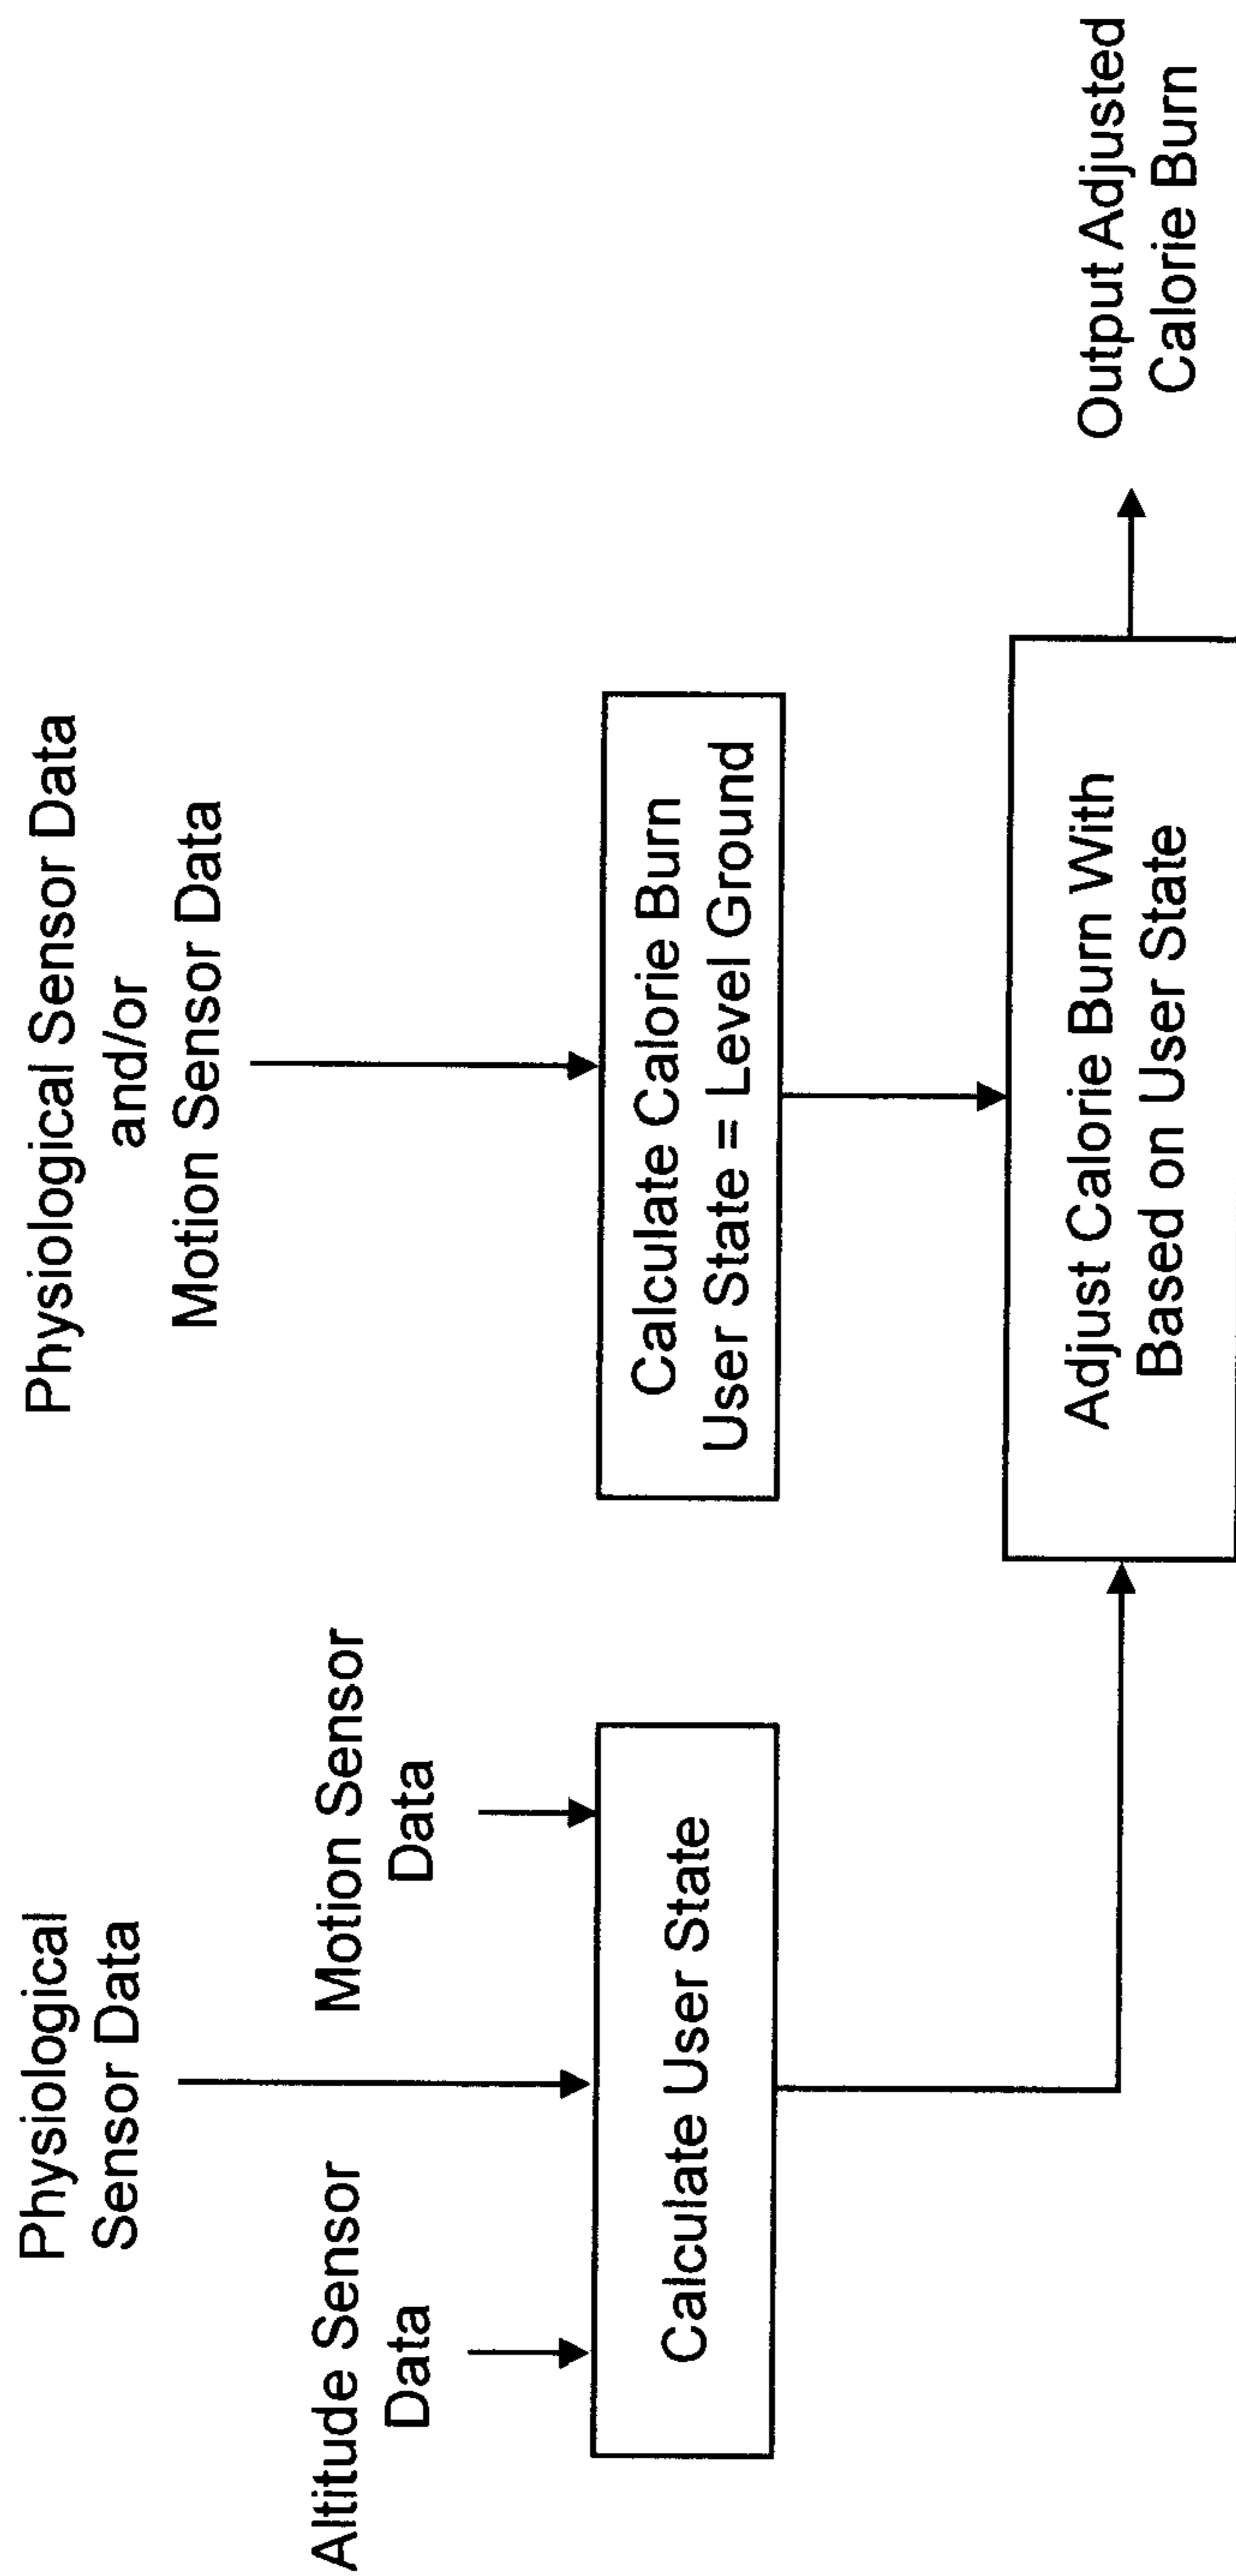 Physiological
Sensor Data
Altitude Sensor
Data
Motion Sensor
Data
Calculate User State
Physiological Sensor Data
and/or
Motion Sensor Data
Calculate Calorie Burn
User State = Level Ground
Adjust Calorie Burn With
Based on User State
Output Adjusted
Calorie Burn